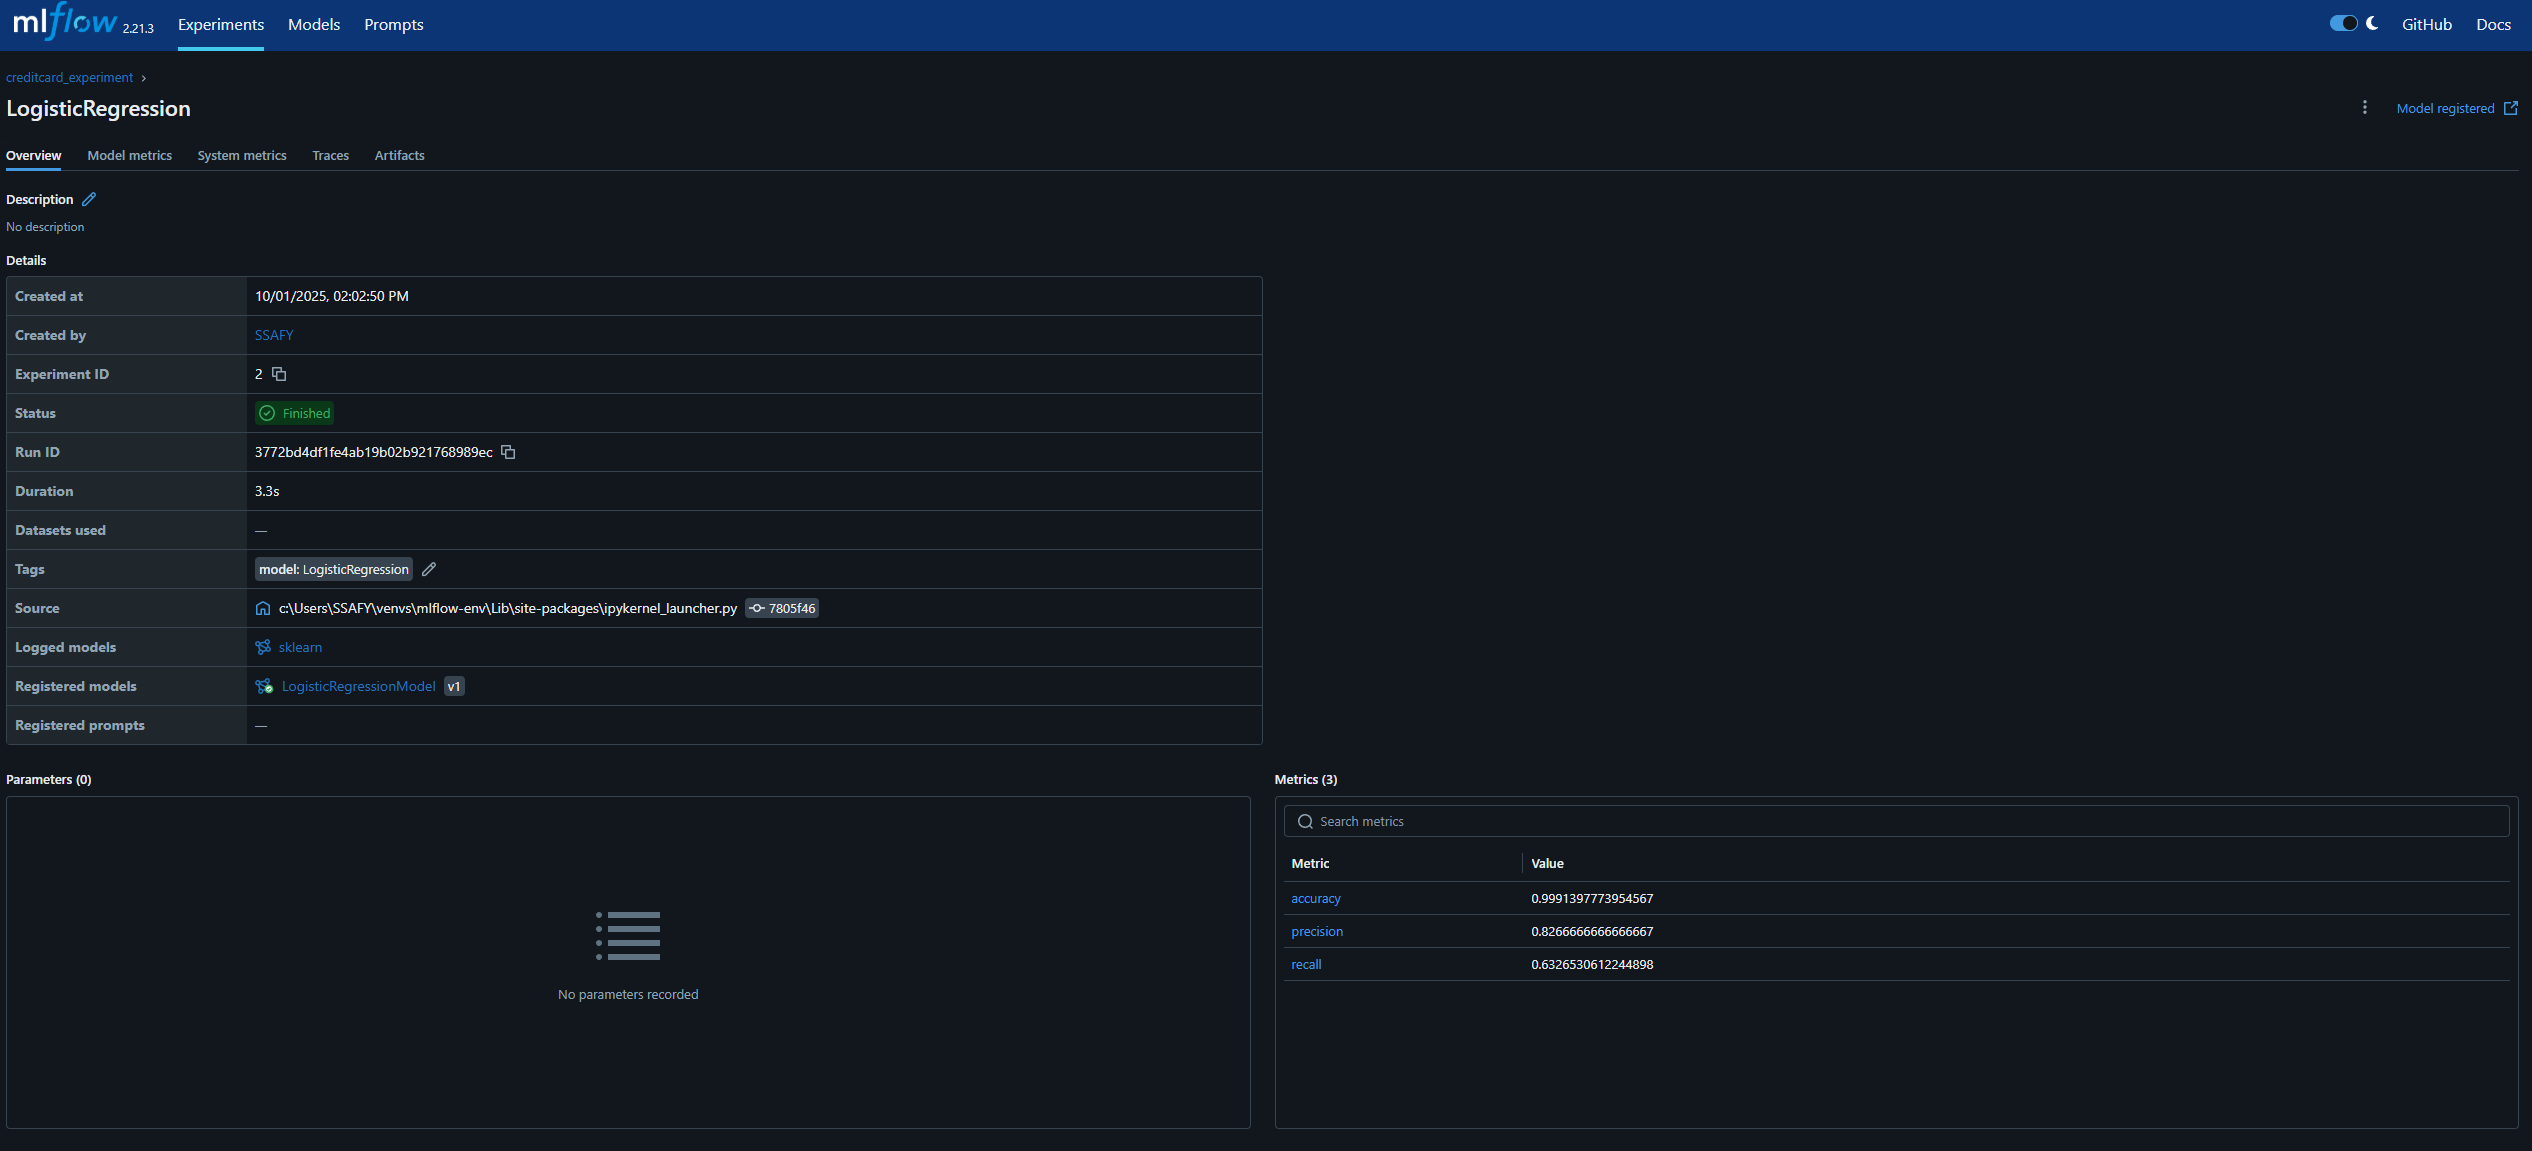 mlflow 2.21.3 Experiments Models Prompts GitHub Docs
creditcard_experiment ›
LogisticRegression Model registered
Overview Model metrics System metrics Traces Artifacts
Description
No description
Details
Created at 10/01/2025, 02:02:50 PM
Created by SSAFY
Experiment ID 2
Status Finished
Run ID 3772bd4df1fe4ab19b02b921768989ec
Duration 3.3s
Datasets used —
Tags model: LogisticRegression
Source c:\Users\SSAFY\venvs\mlflow-env\Lib\site-packages\ipykernel_launcher.py 7805f46
Logged models sklearn
Registered models LogisticRegressionModel v1
Registered prompts —
Parameters (0)
No parameters recorded
Metrics (3)
Search metrics
Metric Value
accuracy 0.9991397773954567
precision 0.8266666666666667
recall 0.6326530612244898